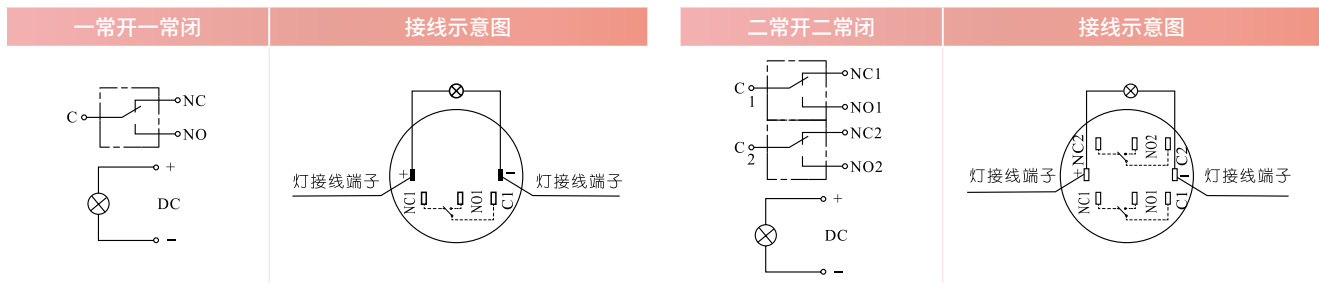 一常开一常闭
接线示意图
C
NC
NO
+
DC
−
+
−
灯接线端子
灯接线端子
NC1
NO1
C1
二常开二常闭
接线示意图
C
1
NC1
NO1
C
2
NC2
NO2
+
DC
−
NC2
NO2
C2
+
−
灯接线端子
灯接线端子
NC1
NO1
C1